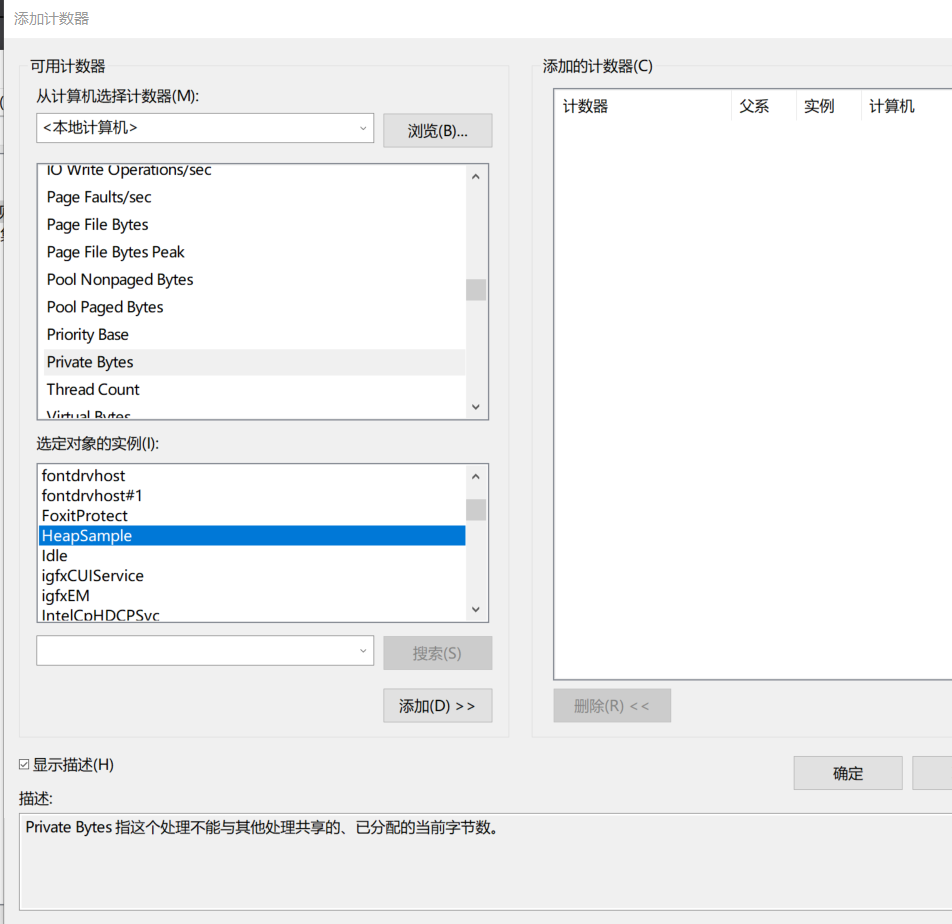 添加计数器
可用计数器
从计算机选择计数器(M):
<本地计算机>
浏览(B)...
IO Write Operations/sec
Page Faults/sec
Page File Bytes
Page File Bytes Peak
Pool Nonpaged Bytes
Pool Paged Bytes
Priority Base
Private Bytes
Thread Count
Virtual Bytes
选定对象的实例(I):
fontdrvhost
fontdrvhost#1
FoxitProtect
HeapSample
Idle
igfxCUIService
igfxEM
IntelCpHDCPSvc
搜索(S)
添加(D) >>
添加的计数器(C)
计数器 父系 实例 计算机
删除(R) <<
显示描述(H)
确定
描述:
Private Bytes 指这个处理不能与其他处理共享的、已分配的当前字节数。